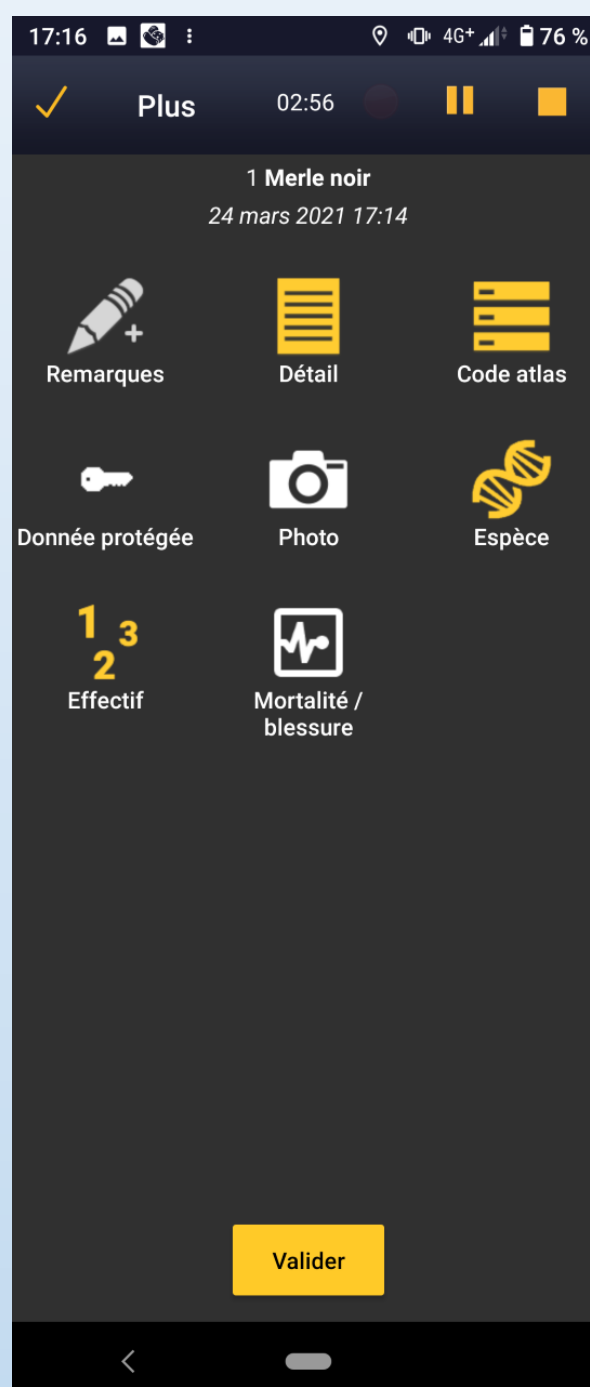 17:16 4G+ 76 %
Plus 02:56
1 Merle noir
24 mars 2021 17:14
Remarques Détail Code atlas
Donnée protégée Photo Espèce
1 3
2
Effectif Mortalité /
blessure
Valider